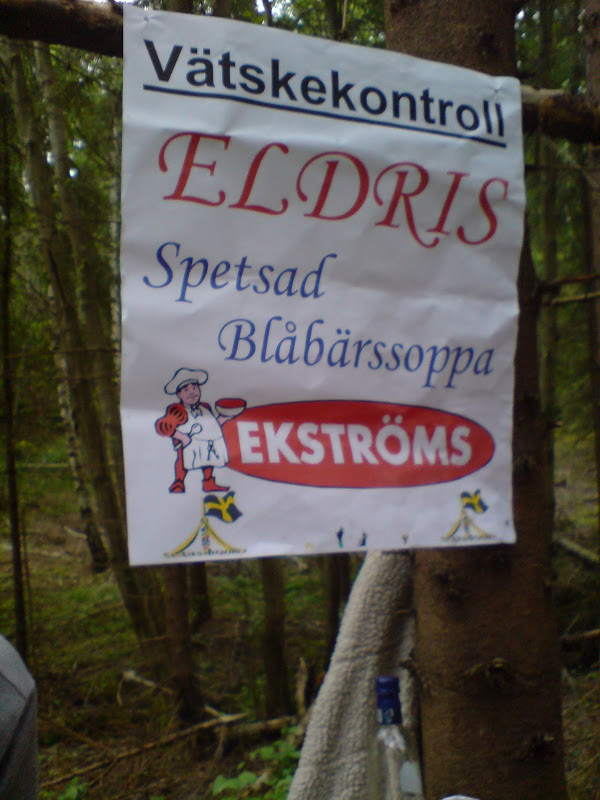 Vätskekontroll
ELDRIS
Spetsad
Blåbärssoppa
EKSTRÖMS